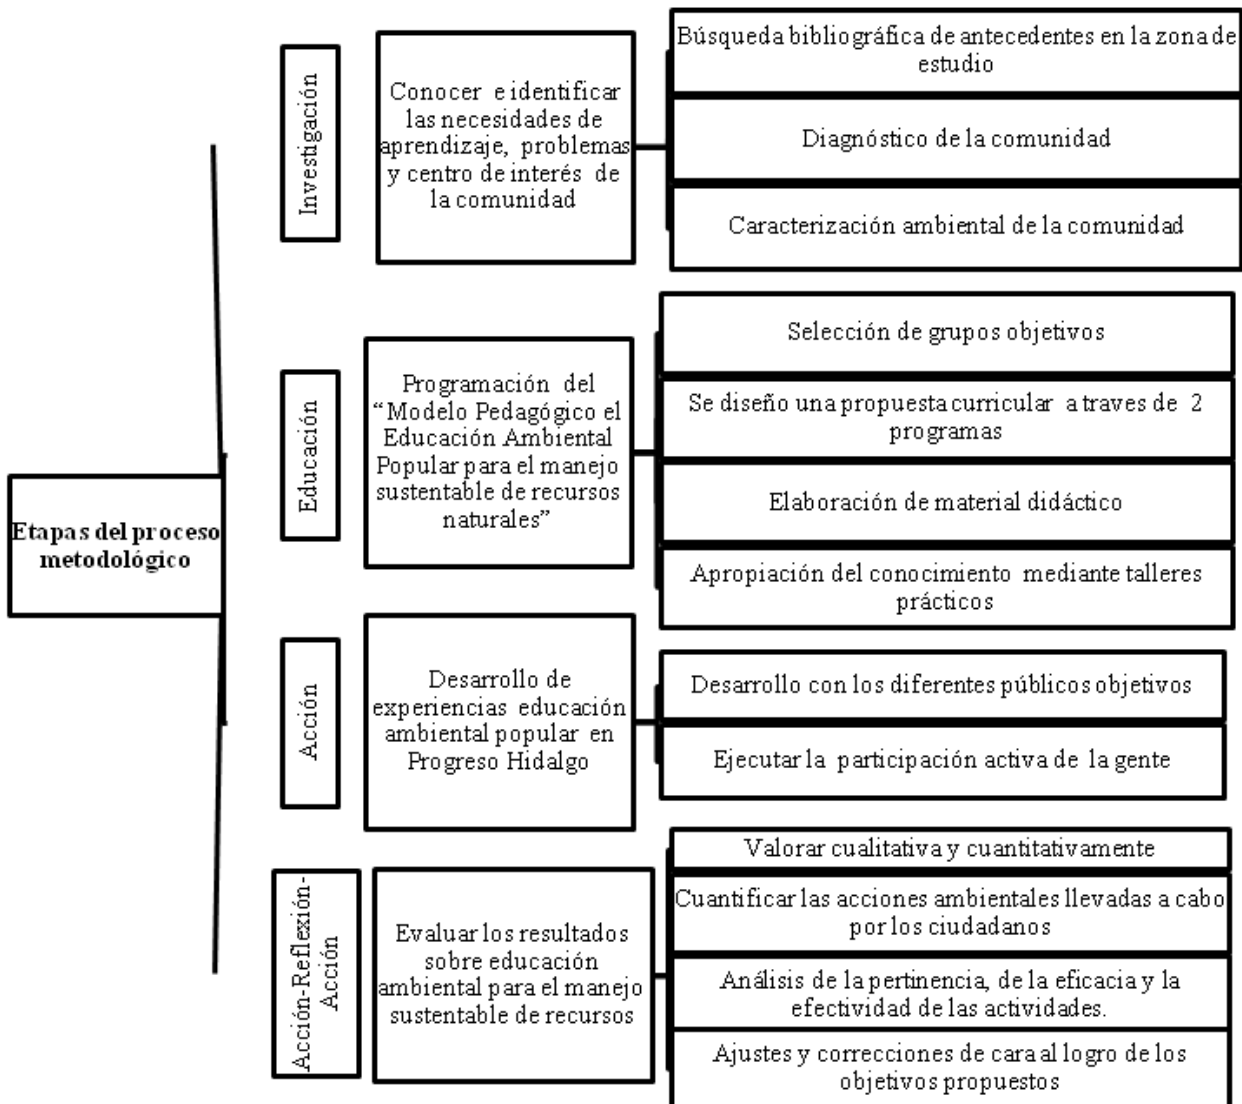 Etapas del proceso
metodológico
Investigación
Conocer e identificar
las necesidades de
aprendizaje, problemas
y centro de interés de
la comunidad
Búsqueda bibliográfica de antecedentes en la zona de
estudio
Diagnóstico de la comunidad
Caracterización ambiental de la comunidad
Educación
Programación del
“Modelo Pedagógico el
Educación Ambiental
Popular para el manejo
sustentable de recursos
naturales”
Selección de grupos objetivos
Se diseño una propuesta curricular a traves de 2
programas
Elaboración de material didáctico
Apropiación del conocimiento mediante talleres
prácticos
Acción
Desarrollo de
experiencias educación
ambiental popular en
Progreso Hidalgo
Desarrollo con los diferentes públicos objetivos
Ejecutar la participación activa de la gente
Acción-Reflexión-
Acción
Evaluar los resultados
sobre educación
ambiental para el manejo
sustentable de recursos
Valorar cualitativa y cuantitativamente
Cuantificar las acciones ambientales llevadas a cabo
por los ciudadanos
Análisis de la pertinencia, de la eficacia y la
efectividad de las actividades.
Ajustes y correcciones de cara al logro de los
objetivos propuestos